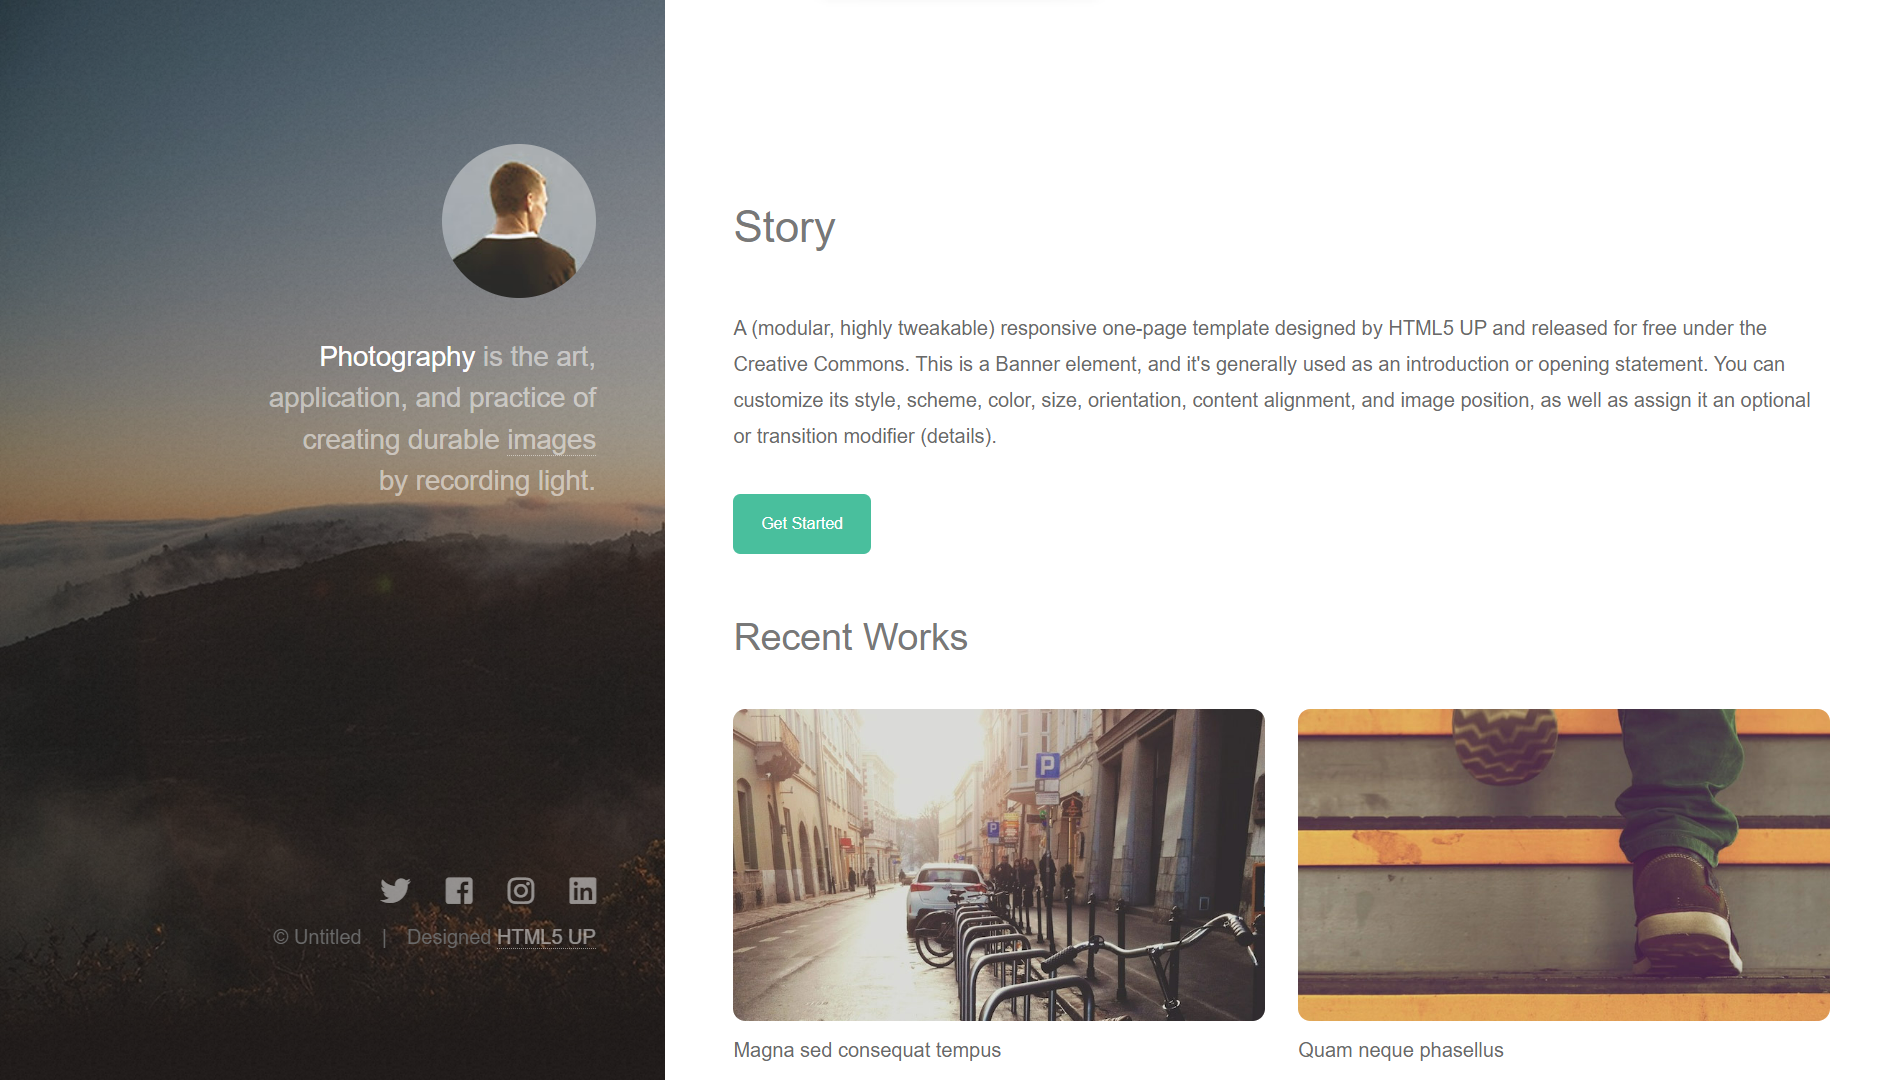 Photography is the art,
application, and practice of
creating durable images
by recording light.
© Untitled | Designed HTML5 UP
Story
A (modular, highly tweakable) responsive one-page template designed by HTML5 UP and released for free under the
Creative Commons. This is a Banner element, and it's generally used as an introduction or opening statement. You can
customize its style, scheme, color, size, orientation, content alignment, and image position, as well as assign it an optional
or transition modifier (details).
Get Started
Recent Works
P
P
Magna sed consequat tempus
Quam neque phasellus